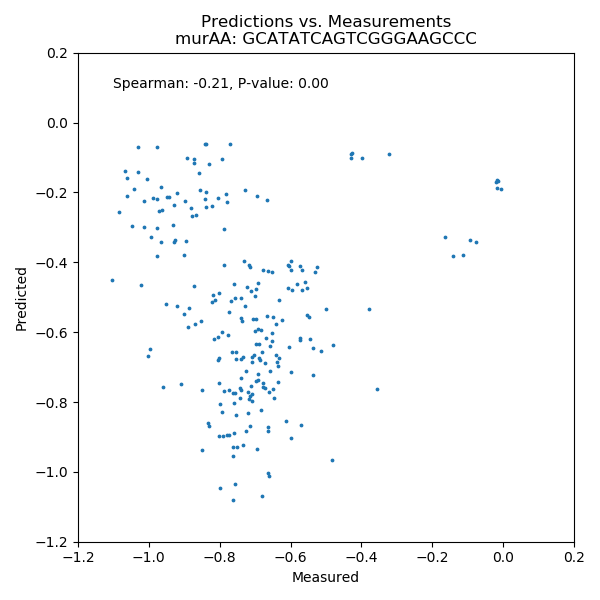 Predictions vs. Measurements
murAA: GCATATCAGTCGGGAAGCCC
Spearman: -0.21, P-value: 0.00
0.2
0.0
−0.2
−0.4
−0.6
−0.8
−1.0
−1.2
Predicted
−1.2 −1.0 −0.8 −0.6 −0.4 −0.2 0.0 0.2
Measured